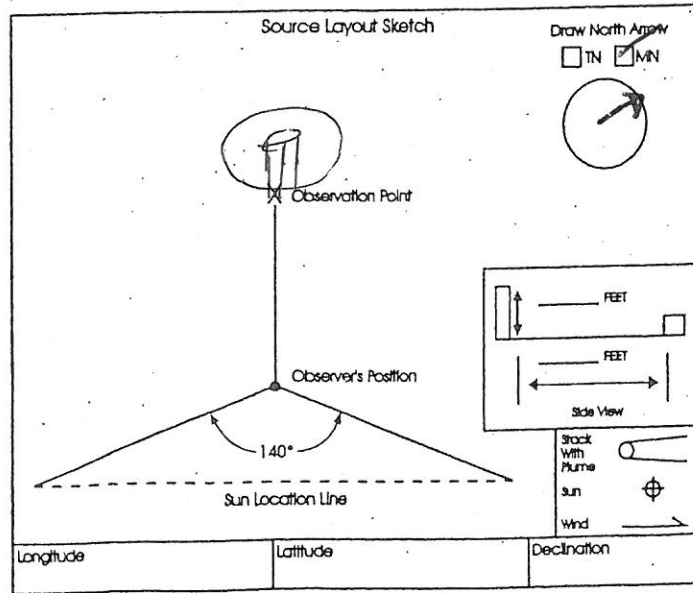 Source Layout Sketch
Draw North Arrow
TN MN
Observation Point
FEET
FEET
Side View
Observer's Position
140°
Sun Location Line
Stack
With
Plume
Sun
Wind
Longitude
Latitude
Declination